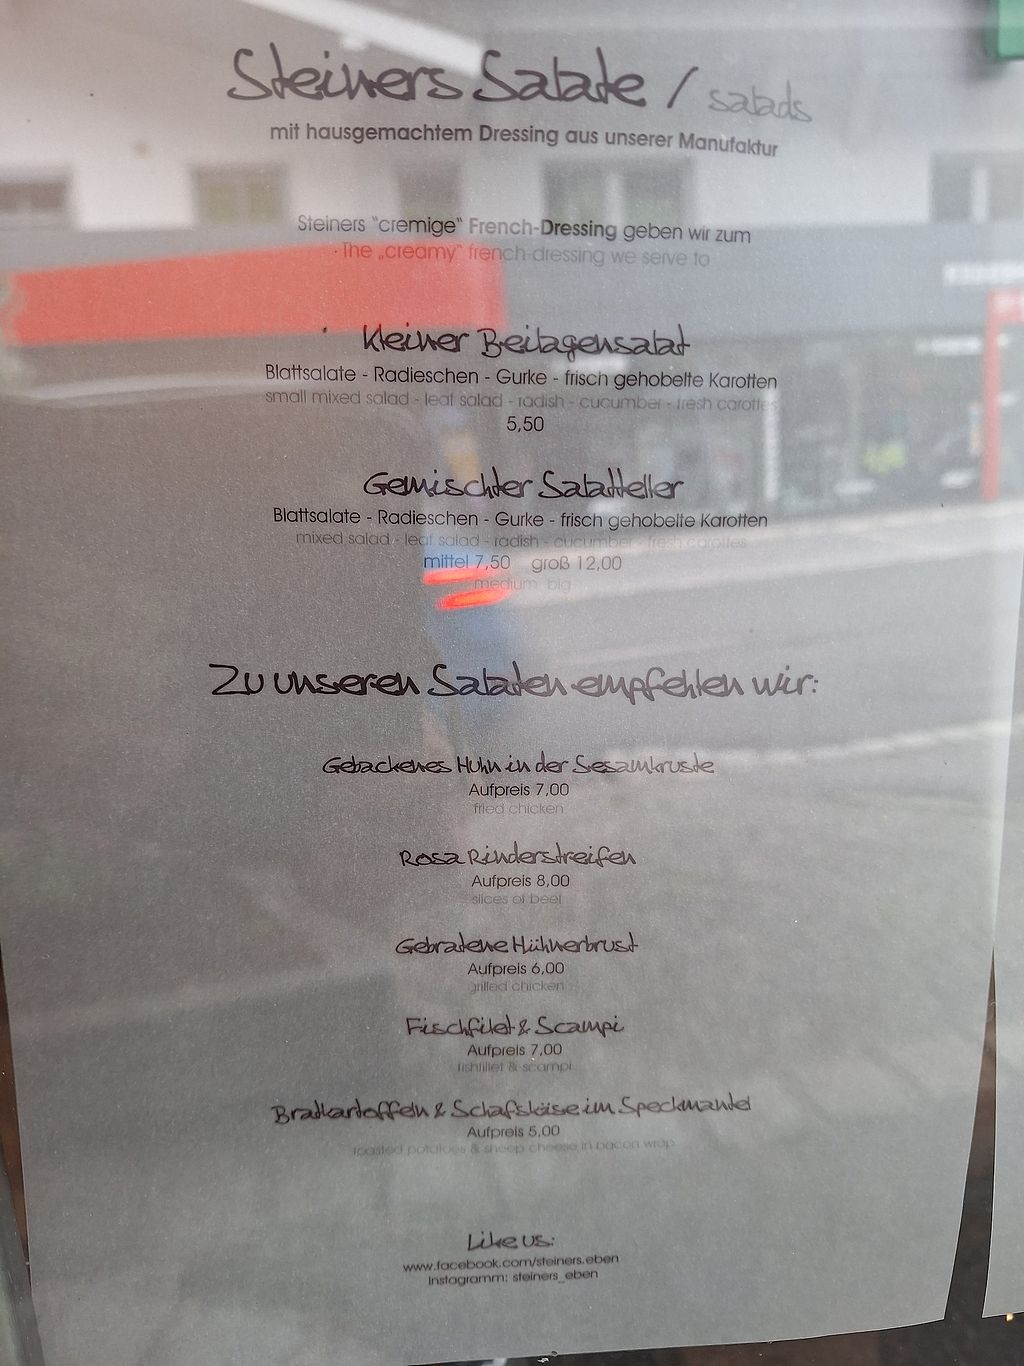 Steiners Salate / salads
mit hausgemachtem Dressing aus unserer Manufaktur
Steiners "cremige" French-Dressing geben wir zum
The „creamy" french-dressing we serve to
Kleiner Beilagensalat
Blattsalate - Radieschen - Gurke - frisch gehobelte Karotten
small mixed salad - leaf salad - radish - cucumber - fresh carottes
5,50
Gemischter Salatteller
Blattsalate - Radieschen - Gurke - frisch gehobelte Karotten
mixed salad - leaf salad - radish - cucumber - fresh carottes
mittel 7,50 groß 12,00
medium big
Zu unseren Salaten empfehlen wir:
Gebackenes Huhn in der Sesamkruste
Aufpreis 7,00
fried chicken
Rosa Rinderstreifen
Aufpreis 8,00
slices of beef
Gebratene Hühnerbrust
Aufpreis 6,00
grilled chicken
Fischfilet & Scampi
Aufpreis 7,00
fishfillet & scampi
Bratkartoffeln & Schafskäse im Speckmantel
Aufpreis 5,00
roasted potatoes & sheep cheese in bacon wrap
Like us:
www.facebook.com/steiners.eben
Instagramm: steiners_eben